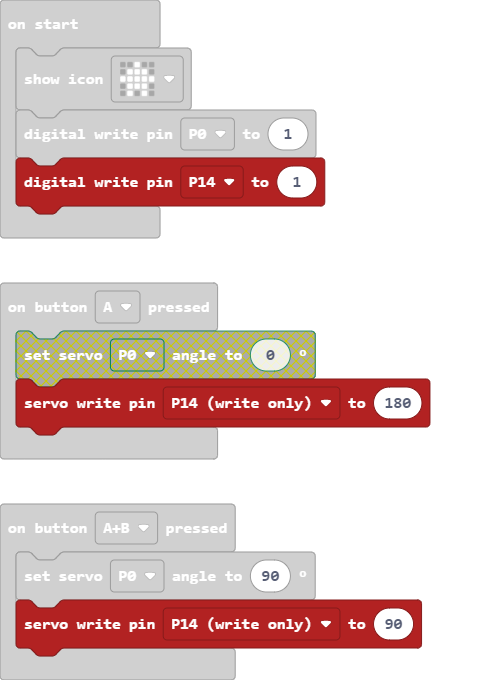 on start
show icon
digital write pin P0 to 1
digital write pin P14 to 1
on button A pressed
set servo P0 angle to 0 °
servo write pin P14 (write only) to 180
on button A+B pressed
set servo P0 angle to 90 °
servo write pin P14 (write only) to 90